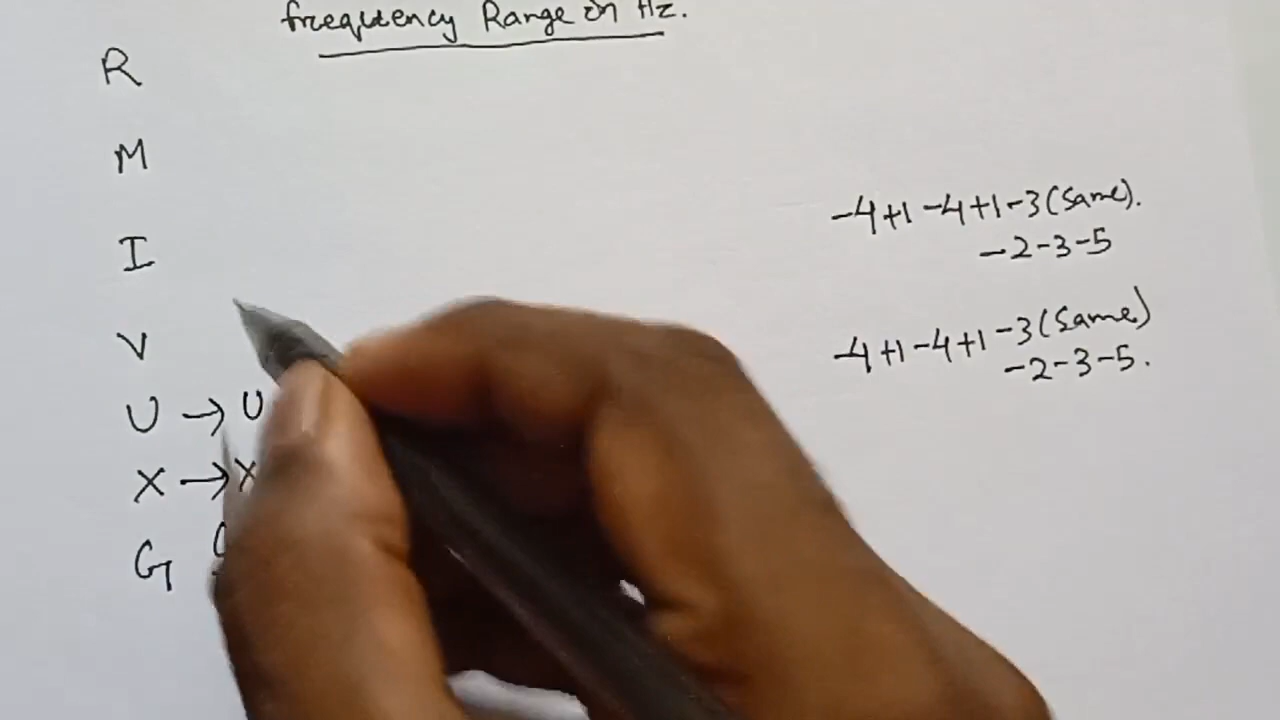 frequency Range in Hz.
R
M
I
V
U → U
X → X
G
-4+1-4+1-3(Same).
-2-3-5
-4+1-4+1-3(Same)
-2-3-5.